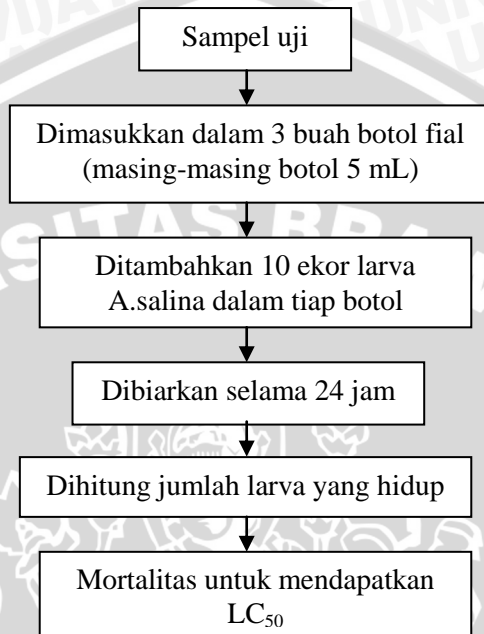 Sampel uji
Dimasukkan dalam 3 buah botol fial
(masing-masing botol 5 mL)
Ditambahkan 10 ekor larva
A.salina dalam tiap botol
Dibiarkan selama 24 jam
Dihitung jumlah larva yang hidup
Mortalitas untuk mendapatkan
LC₅₀